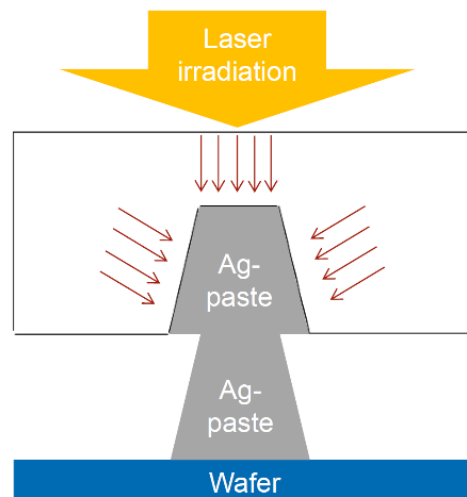 Laser
irradiation
Ag-
paste
Ag-
paste
Wafer